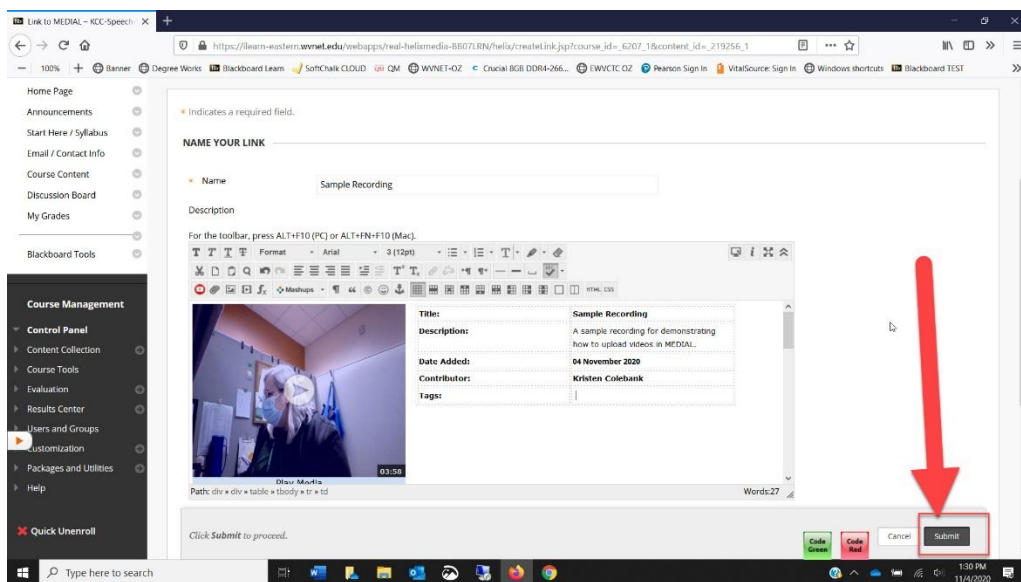 Link to MEDIAL – KCC-Speech
https://ilearn-eastern.wvnet.edu/webapps/real-helixmedia-BB07LRN/helix/createLink.jsp?course_id=_6207_1&content_id=_219256_1
100% Banner Degree Works Blackboard Learn SoftChalk CLOUD QM WVNET-OZ Crucial 8GB DDR4-266... EWVCTC OZ Pearson Sign In VitalSource: Sign In Windows shortcuts Blackboard TEST
Home Page
Announcements
Start Here / Syllabus
Email / Contact Info
Course Content
Discussion Board
My Grades
Blackboard Tools
Course Management
Control Panel
Content Collection
Course Tools
Evaluation
Results Center
Users and Groups
Customization
Packages and Utilities
Help
Quick Unenroll
* Indicates a required field.
NAME YOUR LINK
* Name Sample Recording
Description
For the toolbar, press ALT+F10 (PC) or ALT+FN+F10 (Mac).
T T T T Format Arial 3 (12pt) T
Mashups HTML CSS
Title: Sample Recording
Description: A sample recording for demonstrating
how to upload videos in MEDIAL.
Date Added: 04 November 2020
Contributor: Kristen Colebank
Tags:
03:58
Play Media
Path: div » div » table » tbody » tr » td Words:27
Click Submit to proceed.
Code Green
Code Red
Cancel Submit
Type here to search
1:30 PM
11/4/2020